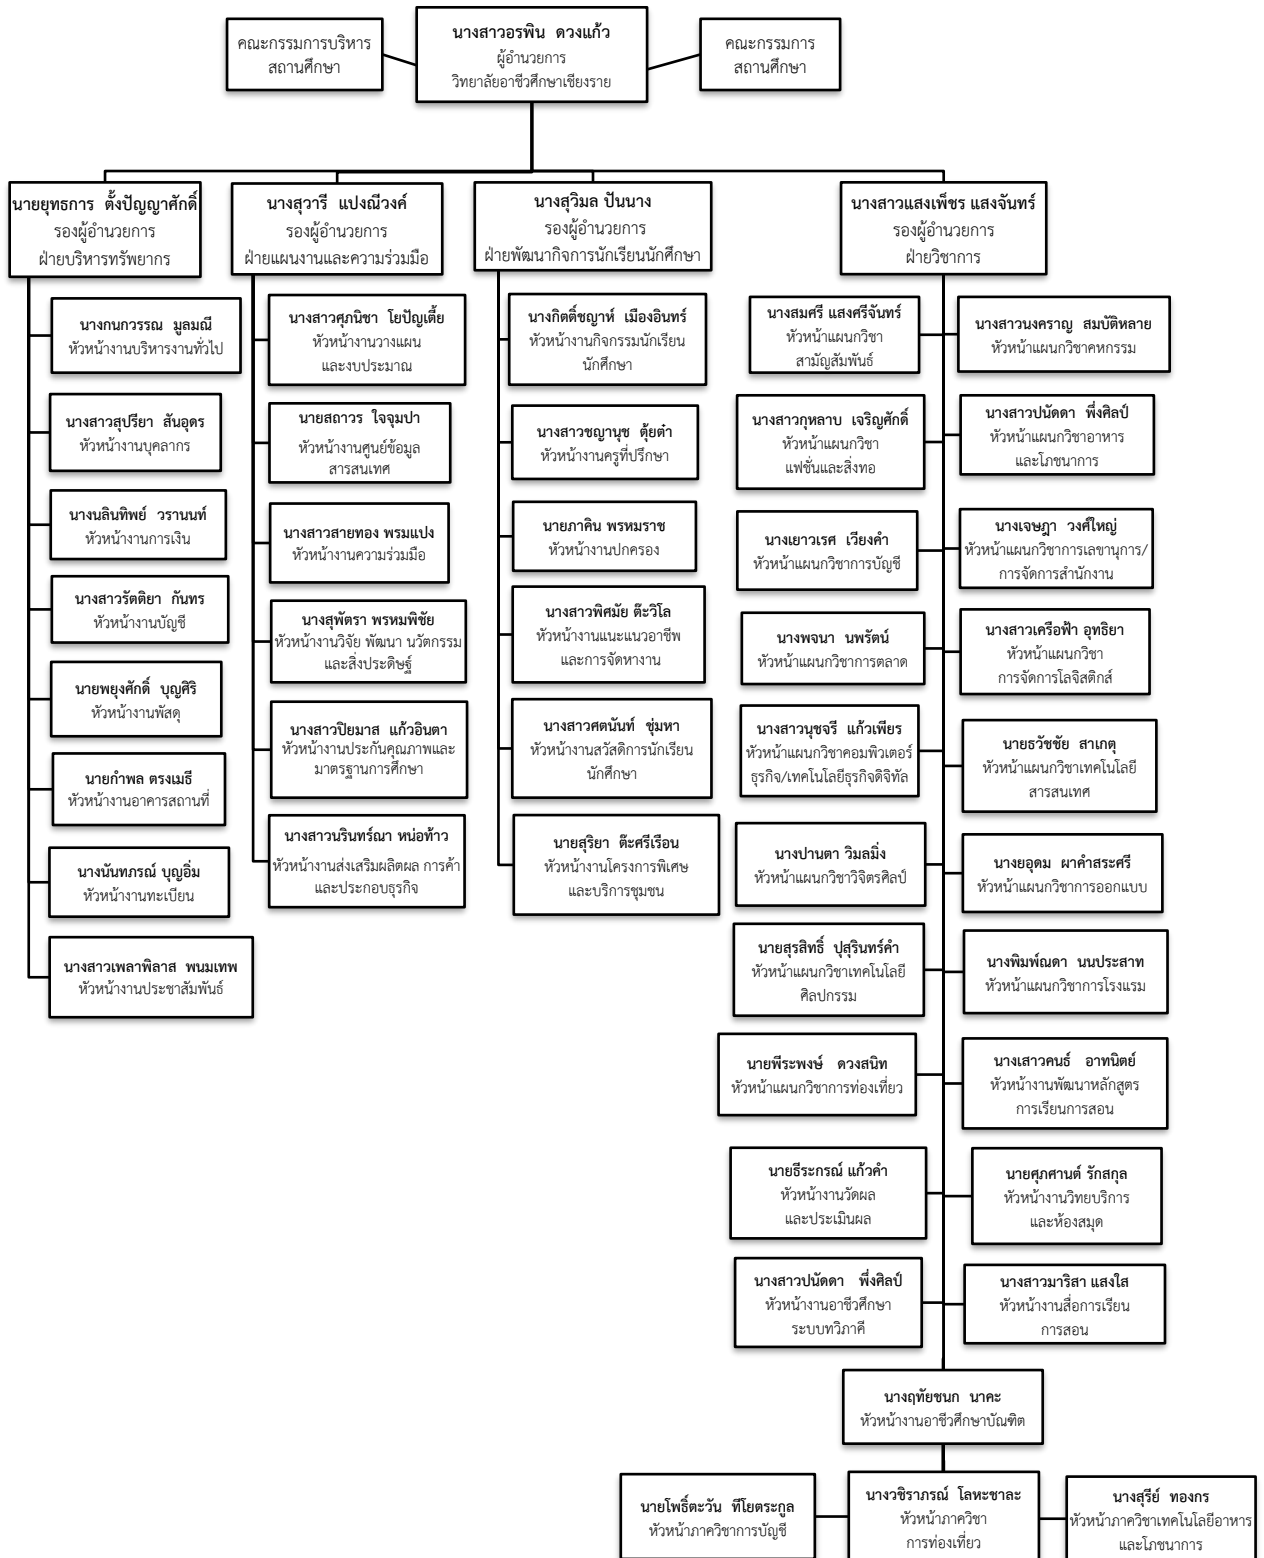 คณะกรรมการบริหาร
สถานศึกษา
นางสาวอรพิน ดวงแก้ว
ผู้อำนวยการ
วิทยาลัยอาชีวศึกษาเชียงราย
คณะกรรมการ
สถานศึกษา
นายยุทธการ ตั้งปัญญาศักดิ์
รองผู้อำนวยการ
ฝ่ายบริหารทรัพยากร
นางสุวารี แปงณีวงค์
รองผู้อำนวยการ
ฝ่ายแผนงานและความร่วมมือ
นางสุวิมล ปันนาง
รองผู้อำนวยการ
ฝ่ายพัฒนากิจการนักเรียนนักศึกษา
นางสาวแสงเพ็ชร แสงจันทร์
รองผู้อำนวยการ
ฝ่ายวิชาการ
นางกนกวรรณ มูลมณี
หัวหน้างานบริหารงานทั่วไป
นางสาวสุปรียา สันอุดร
หัวหน้างานบุคลากร
นางนลินทิพย์ วรานนท์
หัวหน้างานการเงิน
นางสาวรัตติยา กันทร
หัวหน้างานบัญชี
นายพยุงศักดิ์ บุญศิริ
หัวหน้างานพัสดุ
นายกำพล ตรงเมธี
หัวหน้างานอาคารสถานที่
นางนันทภรณ์ บุญอิ่ม
หัวหน้างานทะเบียน
นางสาวเพลาพิลาส พนมเทพ
หัวหน้างานประชาสัมพันธ์
นางสาวศุภนิชา โยปัญเตี้ย
หัวหน้างานวางแผน
และงบประมาณ
นายสถาวร ใจจุมปา
หัวหน้างานศูนย์ข้อมูล
สารสนเทศ
นางสาวสายทอง พรมแปง
หัวหน้างานความร่วมมือ
นางสุพัตรา พรหมพิชัย
หัวหน้างานวิจัย พัฒนา นวัตกรรม
และสิ่งประดิษฐ์
นางสาวปิยมาส แก้วอินตา
หัวหน้างานประกันคุณภาพและ
มาตรฐานการศึกษา
นางสาวนรินทร์ณา หน่อท้าว
หัวหน้างานส่งเสริมผลิตผล การค้า
และประกอบธุรกิจ
นางกิตติ์ชญาห์ เมืองอินทร์
หัวหน้างานกิจกรรมนักเรียน
นักศึกษา
นางสาวชญานุช ตุ้ยต๋า
หัวหน้างานครูที่ปรึกษา
นายภาคิน พรหมราช
หัวหน้างานปกครอง
นางสาวพิศมัย ต๊ะวิโล
หัวหน้างานแนะแนวอาชีพ
และการจัดหางาน
นางสาวศตนันท์ ชุ่มหา
หัวหน้างานสวัสดิการนักเรียน
นักศึกษา
นายสุริยา ต๊ะศรีเรือน
หัวหน้างานโครงการพิเศษ
และบริการชุมชน
นางสมศรี แสงศรีจันทร์
หัวหน้าแผนกวิชา
สามัญสัมพันธ์
นางสาวนงคราญ สมบัติหลาย
หัวหน้าแผนกวิชาคหกรรม
นางสาวกุหลาบ เจริญศักดิ์
หัวหน้าแผนกวิชา
แฟชั่นและสิ่งทอ
นางสาวปนัดดา พึ่งศิลป์
หัวหน้าแผนกวิชาอาหาร
และโภชนาการ
นางเยาวเรศ เวียงคำ
หัวหน้าแผนกวิชาการบัญชี
นางเจษฎา วงศ์ใหญ่
หัวหน้าแผนกวิชาการเลขานุการ/
การจัดการสำนักงาน
นางพจนา นพรัตน์
หัวหน้าแผนกวิชาการตลาด
นางสาวเครือฟ้า อุทธิยา
หัวหน้าแผนกวิชา
การจัดการโลจิสติกส์
นางสาวนุชจรี แก้วเพียร
หัวหน้าแผนกวิชาคอมพิวเตอร์
ธุรกิจ/เทคโนโลยีธุรกิจดิจิทัล
นายธวัชชัย สาเกตุ
หัวหน้าแผนกวิชาเทคโนโลยี
สารสนเทศ
นางปานตา วิมลมิ่ง
หัวหน้าแผนกวิชาวิจิตรศิลป์
นางยอุดม ผาคำสระศรี
หัวหน้าแผนกวิชาการออกแบบ
นายสุรสิทธิ์ ปุสุรินทร์คำ
หัวหน้าแผนกวิชาเทคโนโลยี
ศิลปกรรม
นางพิมพ์ณดา นนประสาท
หัวหน้าแผนกวิชาการโรงแรม
นายพีระพงษ์ ดวงสนิท
หัวหน้าแผนกวิชาการท่องเที่ยว
นางเสาวคนธ์ อาทนิตย์
หัวหน้างานพัฒนาหลักสูตร
การเรียนการสอน
นายธีระกรณ์ แก้วคำ
หัวหน้างานวัดผล
และประเมินผล
นายศุภศานต์ รักสกุล
หัวหน้างานวิทยบริการ
และห้องสมุด
นางสาวปนัดดา พึ่งศิลป์
หัวหน้างานอาชีวศึกษา
ระบบทวิภาคี
นางสาวมาริสา แสงใส
หัวหน้างานสื่อการเรียน
การสอน
นางฤทัยชนก นาคะ
หัวหน้างานอาชีวศึกษาบัณฑิต
นายโพธิ์ตะวัน ทีโยตระกูล
หัวหน้าภาควิชาการบัญชี
นางวชิราภรณ์ โลหะชาละ
หัวหน้าภาควิชา
การท่องเที่ยว
นางสุรีย์ ทองกร
หัวหน้าภาควิชาเทคโนโลยีอาหาร
และโภชนาการ